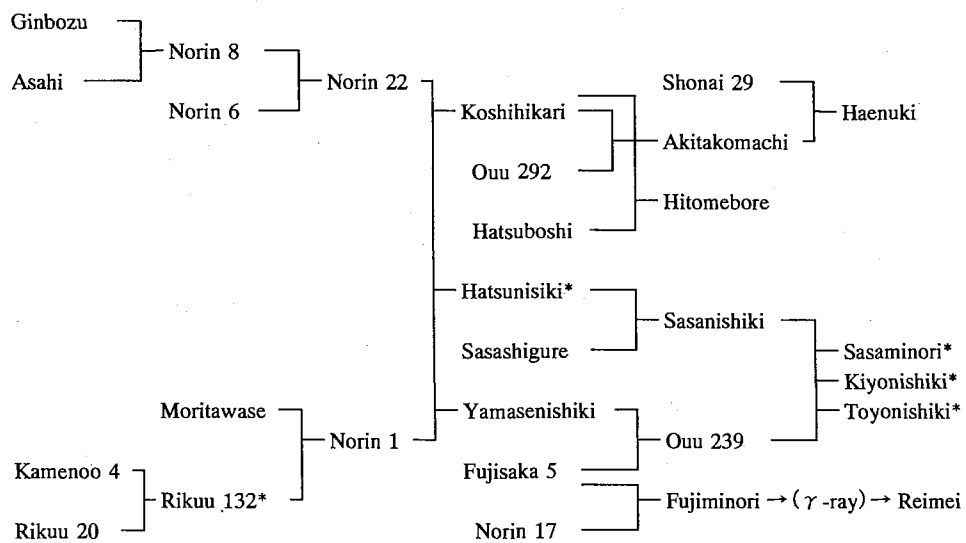 Ginbozu
Asahi
Norin 8
Norin 6
Norin 22
Koshihikari
Ouu 292
Hatsuboshi
Shonai 29
Akitakomachi
Hitomebore
Haenuki
Hatsunisiki*
Sasashigure
Sasanishiki
Sasaminori*
Kiyonishiki*
Toyonishiki*
Moritawase
Kamenoo 4
Rikuu 20
Rikuu 132*
Norin 1
Yamasenishiki
Fujisaka 5
Ouu 239
Norin 17
Fujiminori → (γ-ray) → Reimei